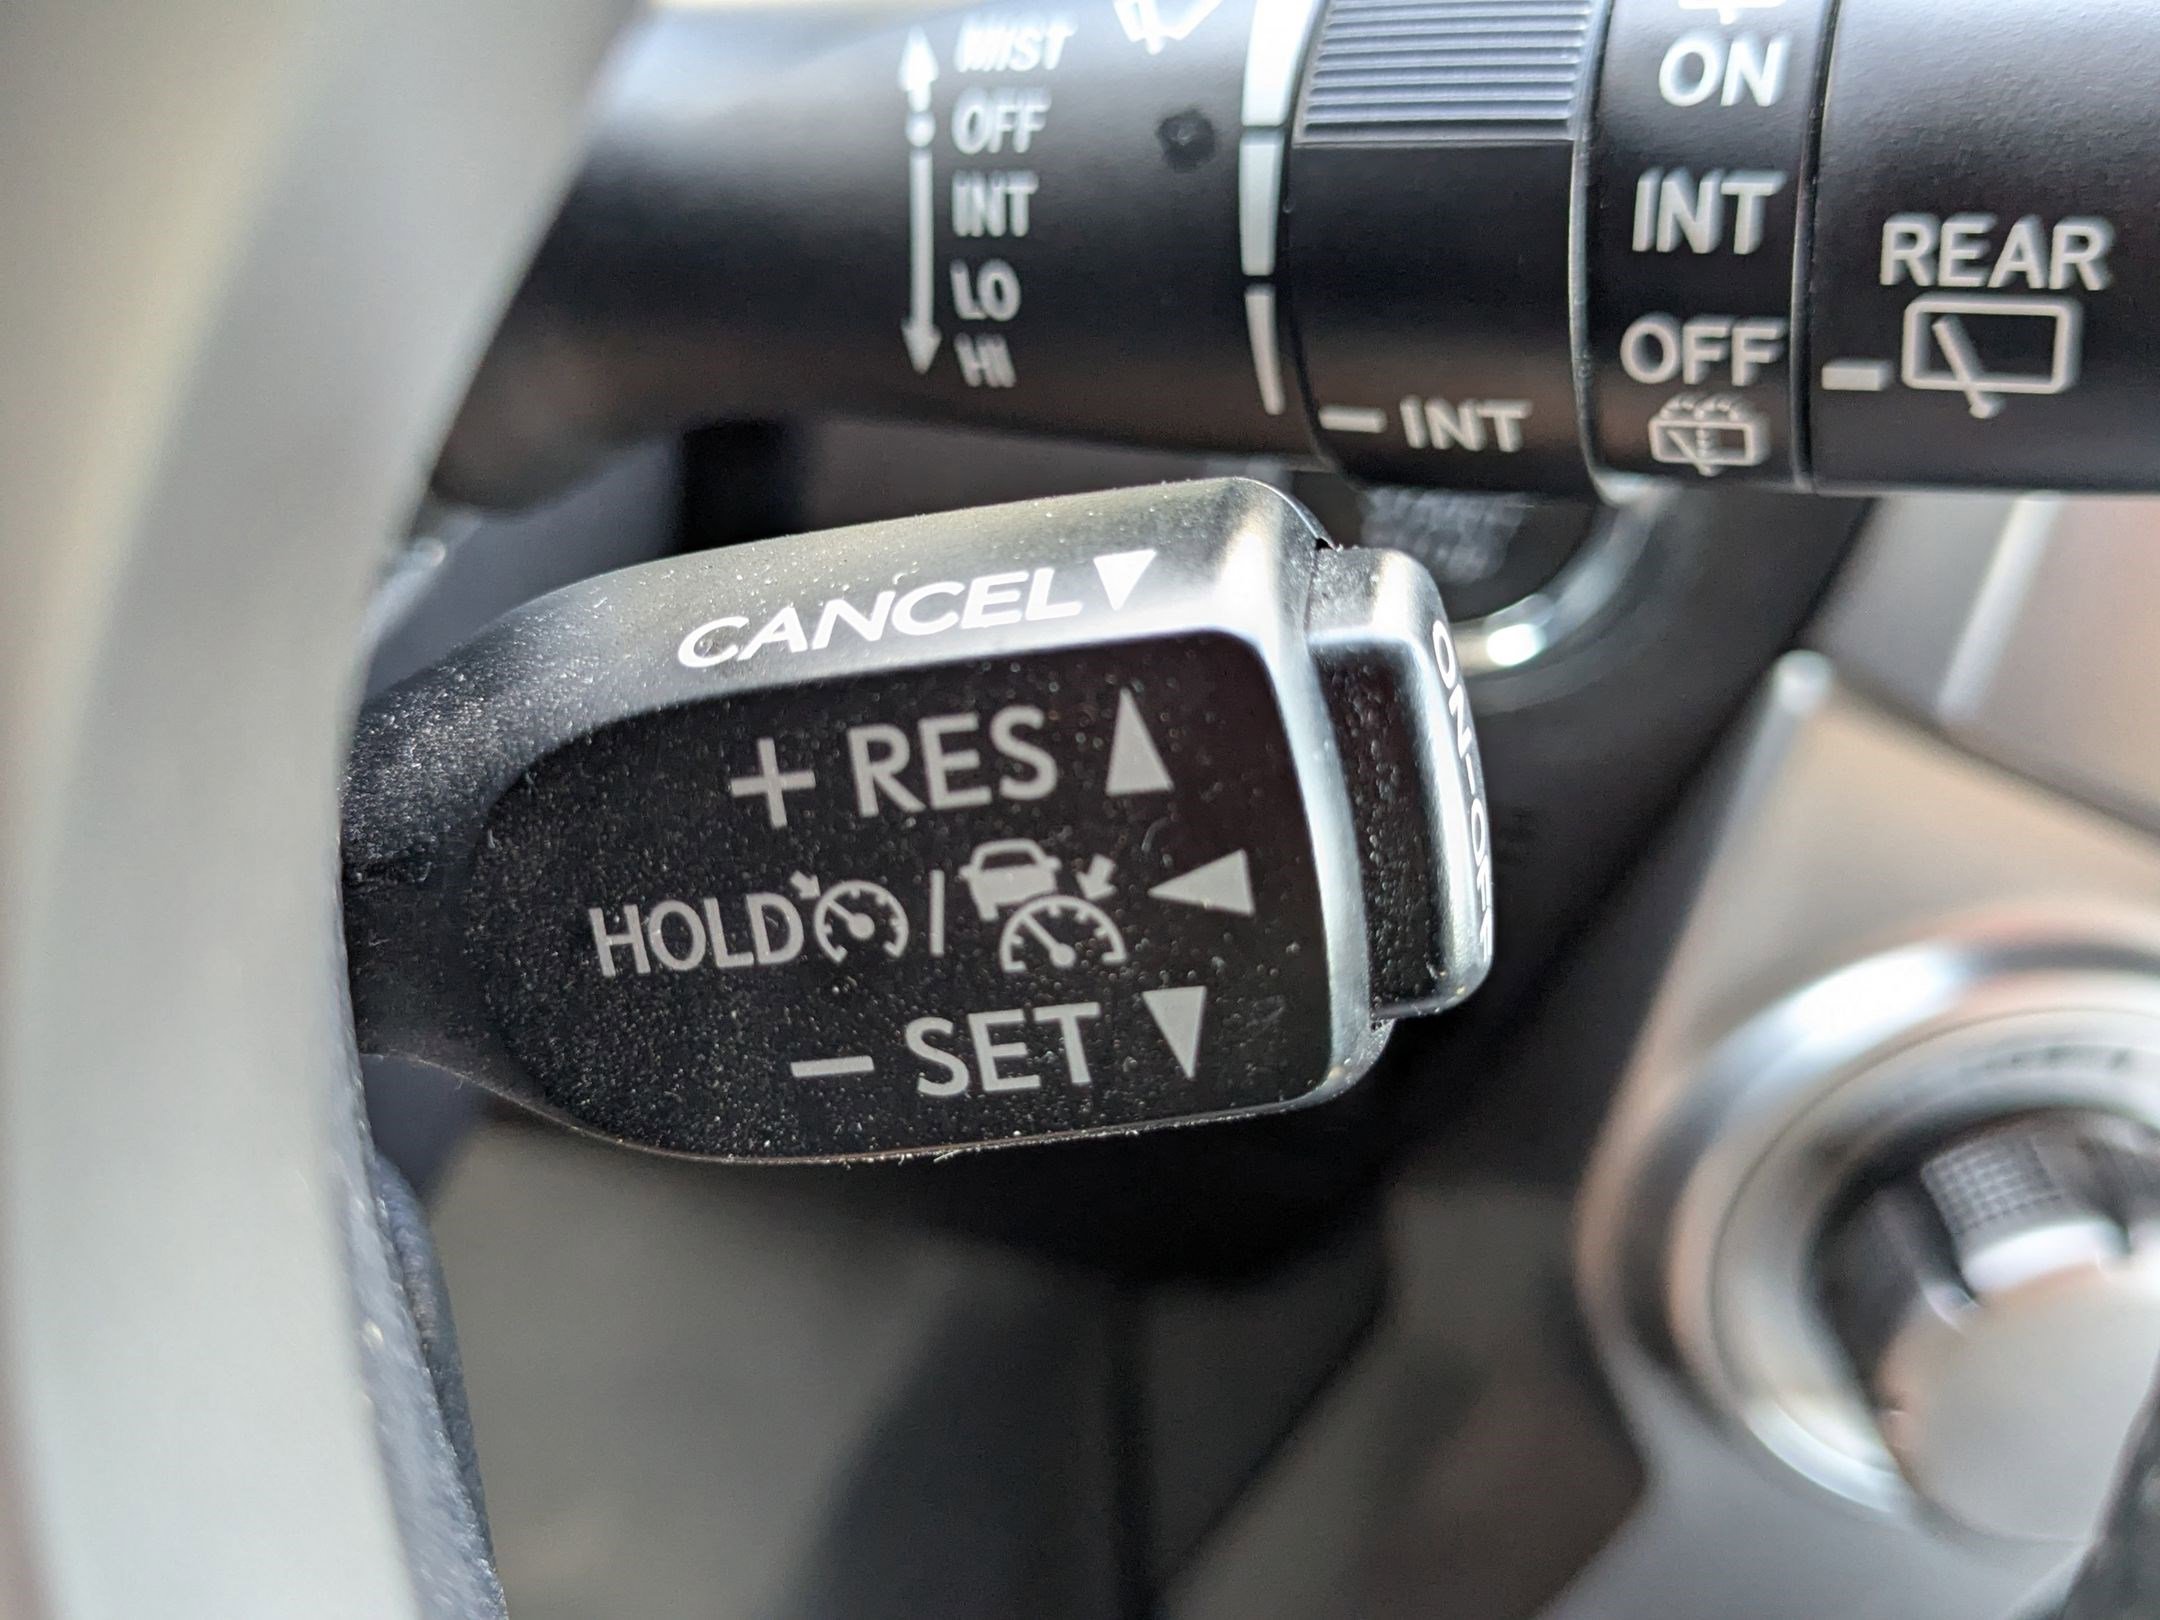 MIST
OFF
INT
LO
HI
– INT
ON
INT
OFF
REAR
CANCEL
+ RES
HOLD /
– SET
ON-OFF